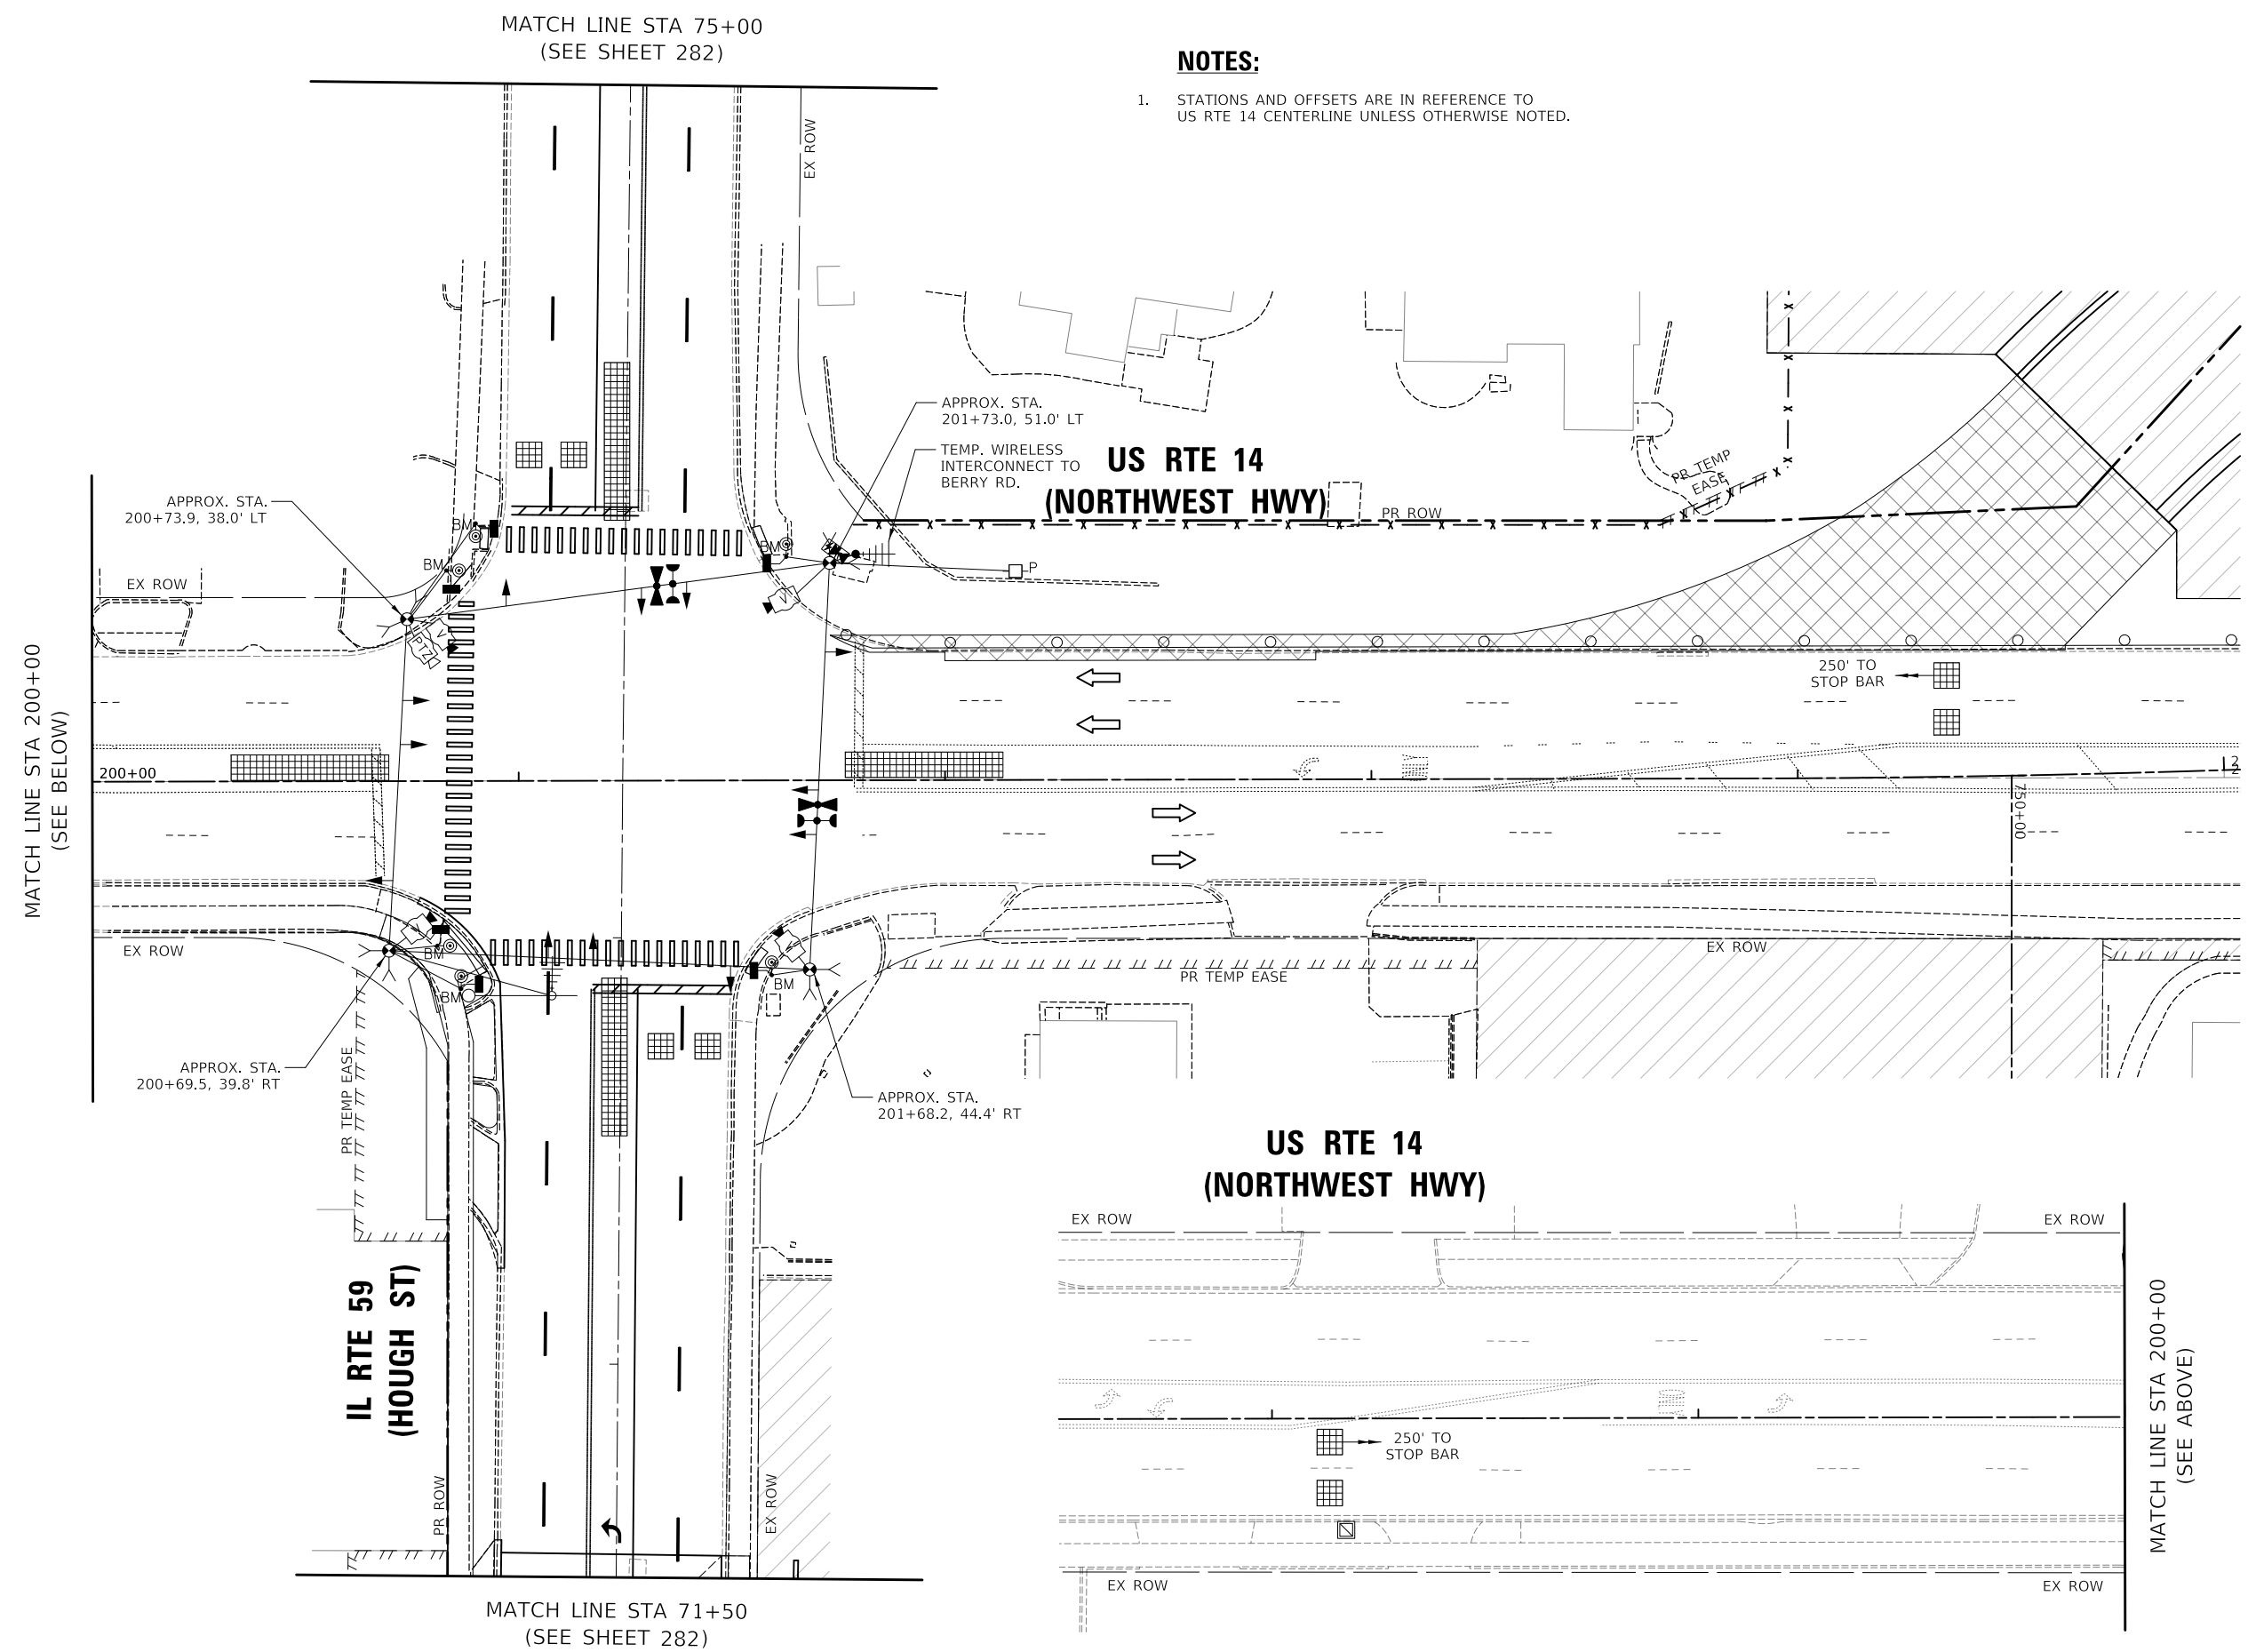 MATCH LINE STA 75+00
(SEE SHEET 282)
NOTES:
1. STATIONS AND OFFSETS ARE IN REFERENCE TO
US RTE 14 CENTERLINE UNLESS OTHERWISE NOTED.
EX ROW
APPROX. STA.
201+73.0, 51.0' LT
TEMP. WIRELESS
INTERCONNECT TO
BERRY RD.
US RTE 14
(NORTHWEST HWY)
PR TEMP
EASE
PR ROW
APPROX. STA.
200+73.9, 38.0' LT
BM
BM
BM
P
EX ROW
V
PTZ
V
MATCH LINE STA 200+00
(SEE BELOW)
250' TO
STOP BAR
200+00
750+00
EX ROW
V
BM
BM
V
BM
EX ROW
PR TEMP EASE
APPROX. STA.
200+69.5, 39.8' RT
PR TEMP EASE
APPROX. STA.
201+68.2, 44.4' RT
US RTE 14
(NORTHWEST HWY)
EX ROW
EX ROW
IL RTE 59
(HOUGH ST)
250' TO
STOP BAR
MATCH LINE STA 200+00
(SEE ABOVE)
PR ROW
EX ROW
EX ROW
EX ROW
MATCH LINE STA 71+50
(SEE SHEET 282)